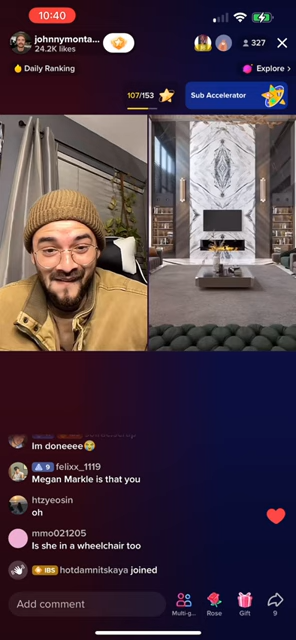 10:40
johnnymonta...
24.2K likes
327
Daily Ranking
Explore >
107/153
Sub Accelerator
Im doneeee😭
9 felixx_1119
Megan Markle is that you
htzyeosin
oh
mmo021205
Is she in a wheelchair too
IBS hotdamnitskaya joined
Add comment
Multi-g...
Rose
Gift
9